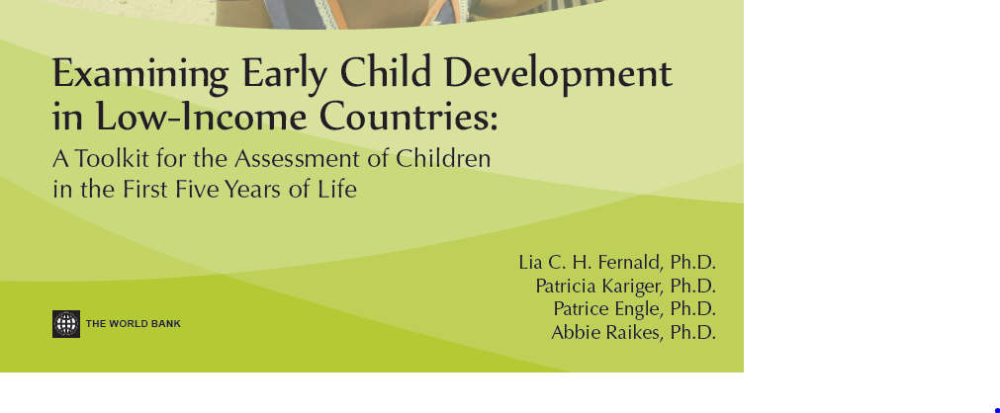 Examining Early Child Development
in Low-Income Countries:
A Toolkit for the Assessment of Children
in the First Five Years of Life
Lia C. H. Fernald, Ph.D.
Patricia Kariger, Ph.D.
Patrice Engle, Ph.D.
Abbie Raikes, Ph.D.
THE WORLD BANK